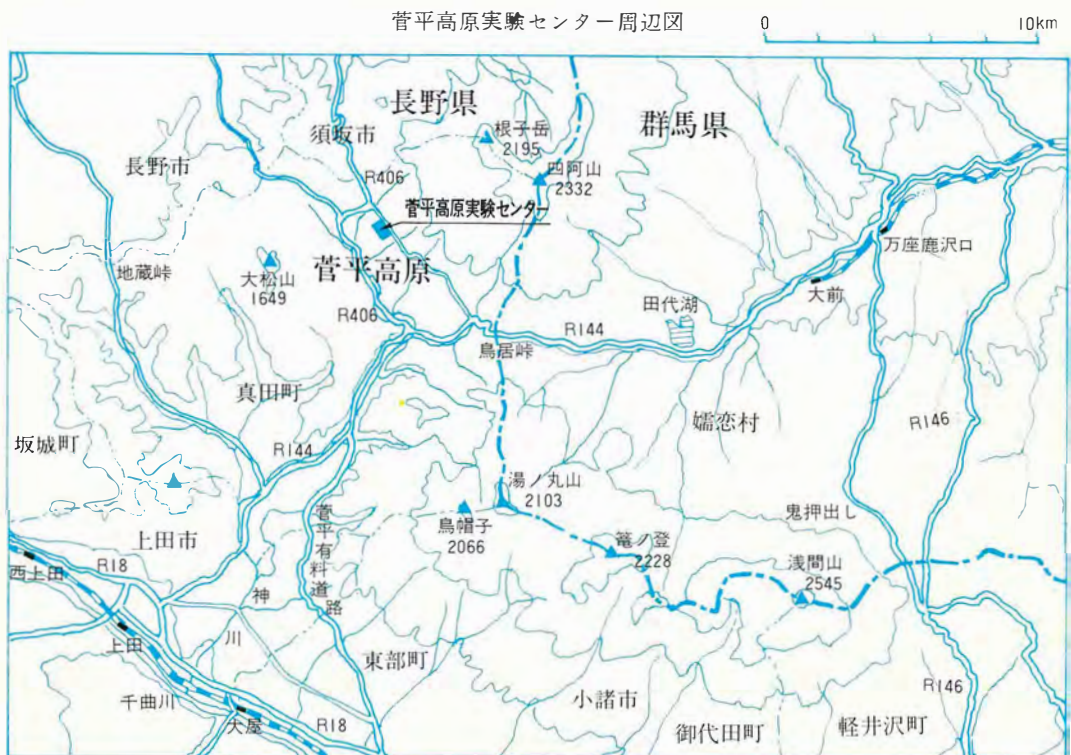 菅平高原実験センター周辺図
0 10km
長野県
群馬県
須坂市
根子岳
2195
長野市
四阿山
2332
R406
菅平高原実験センター
万座鹿沢口
地蔵峠
大松山
1649
菅平高原
大前
田代湖
R406
R144
鳥居峠
真田町
嬬恋村
R146
坂城町
R144
湯ノ丸山
2103
鬼押出し
烏帽子
2066
菅平有料道路
上田市
篭ノ登
2228
浅間山
2545
西上田
R18
神川
上田
東部町
R146
千曲川
大屋
R18
小諸市
御代田町
軽井沢町